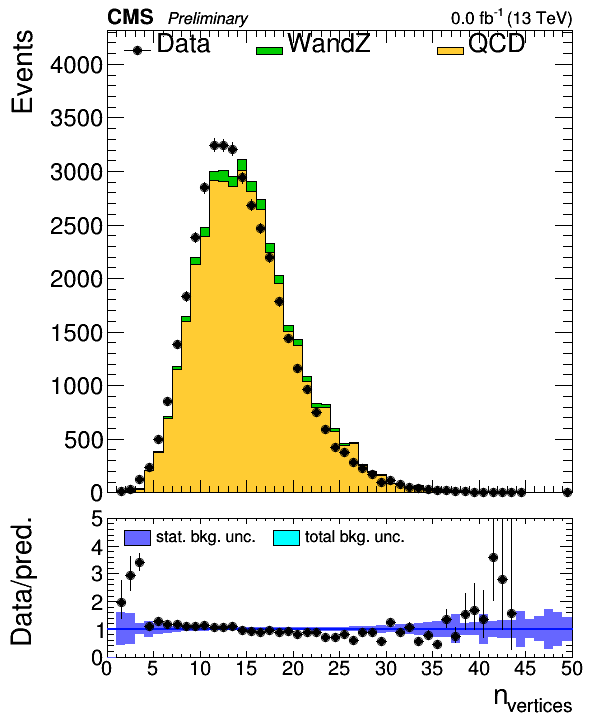 CMS Preliminary 0.0 fb⁻¹ (13 TeV)
Events
Data WandZ QCD
4000
3500
3000
2500
2000
1500
1000
500
0
Data/pred.
stat. bkg. unc. total bkg. unc.
5
4
3
2
1
0
0 5 10 15 20 25 30 35 40 45 50
n_vertices